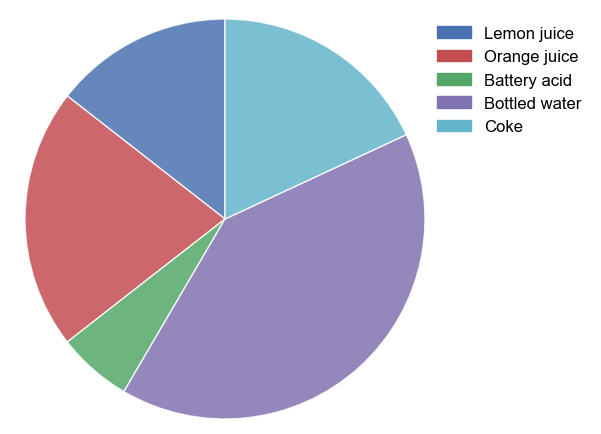 Lemon juice
Orange juice
Battery acid
Bottled water
Coke